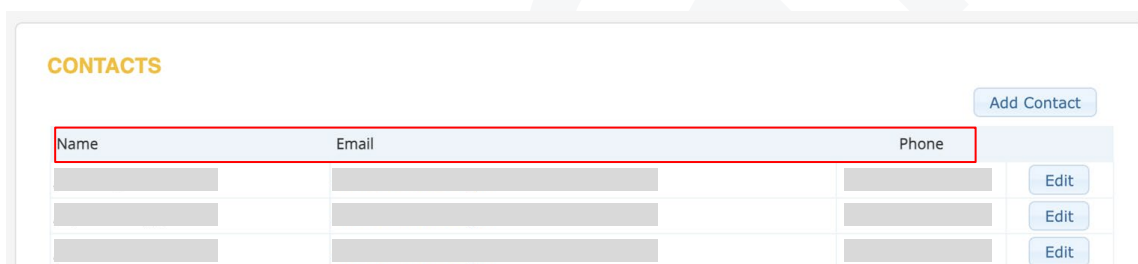 CONTACTS
Add Contact
Name Email Phone
Edit
Edit
Edit